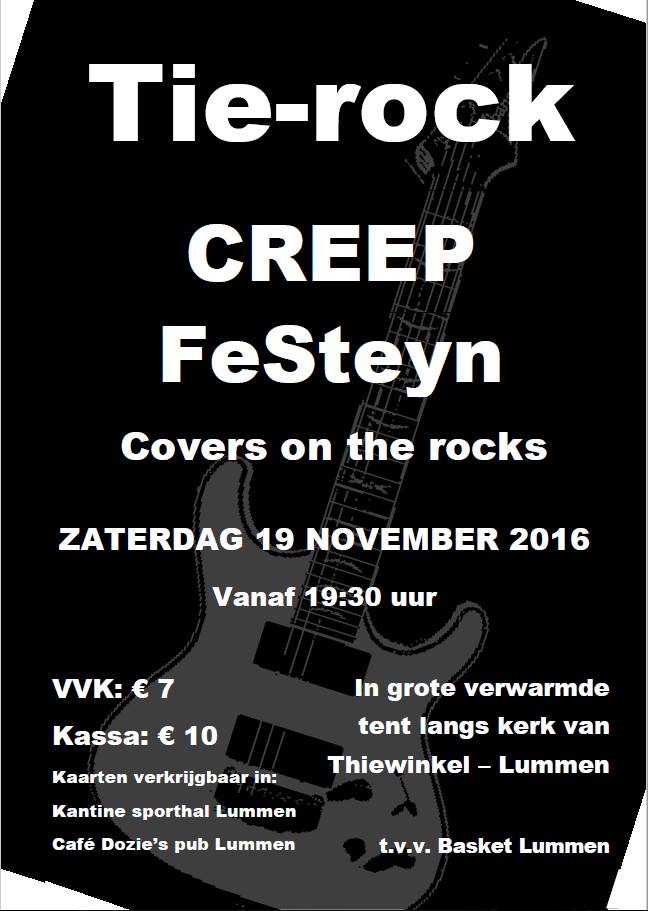 Tie-rock
CREEP
FeSteyn
Covers on the rocks
ZATERDAG 19 NOVEMBER 2016
Vanaf 19:30 uur
VVK: € 7
Kassa: € 10
Kaarten verkrijgbaar in:
Kantine sporthal Lummen
Café Dozie’s pub Lummen
In grote verwarmde
tent langs kerk van
Thiewinkel – Lummen
t.v.v. Basket Lummen